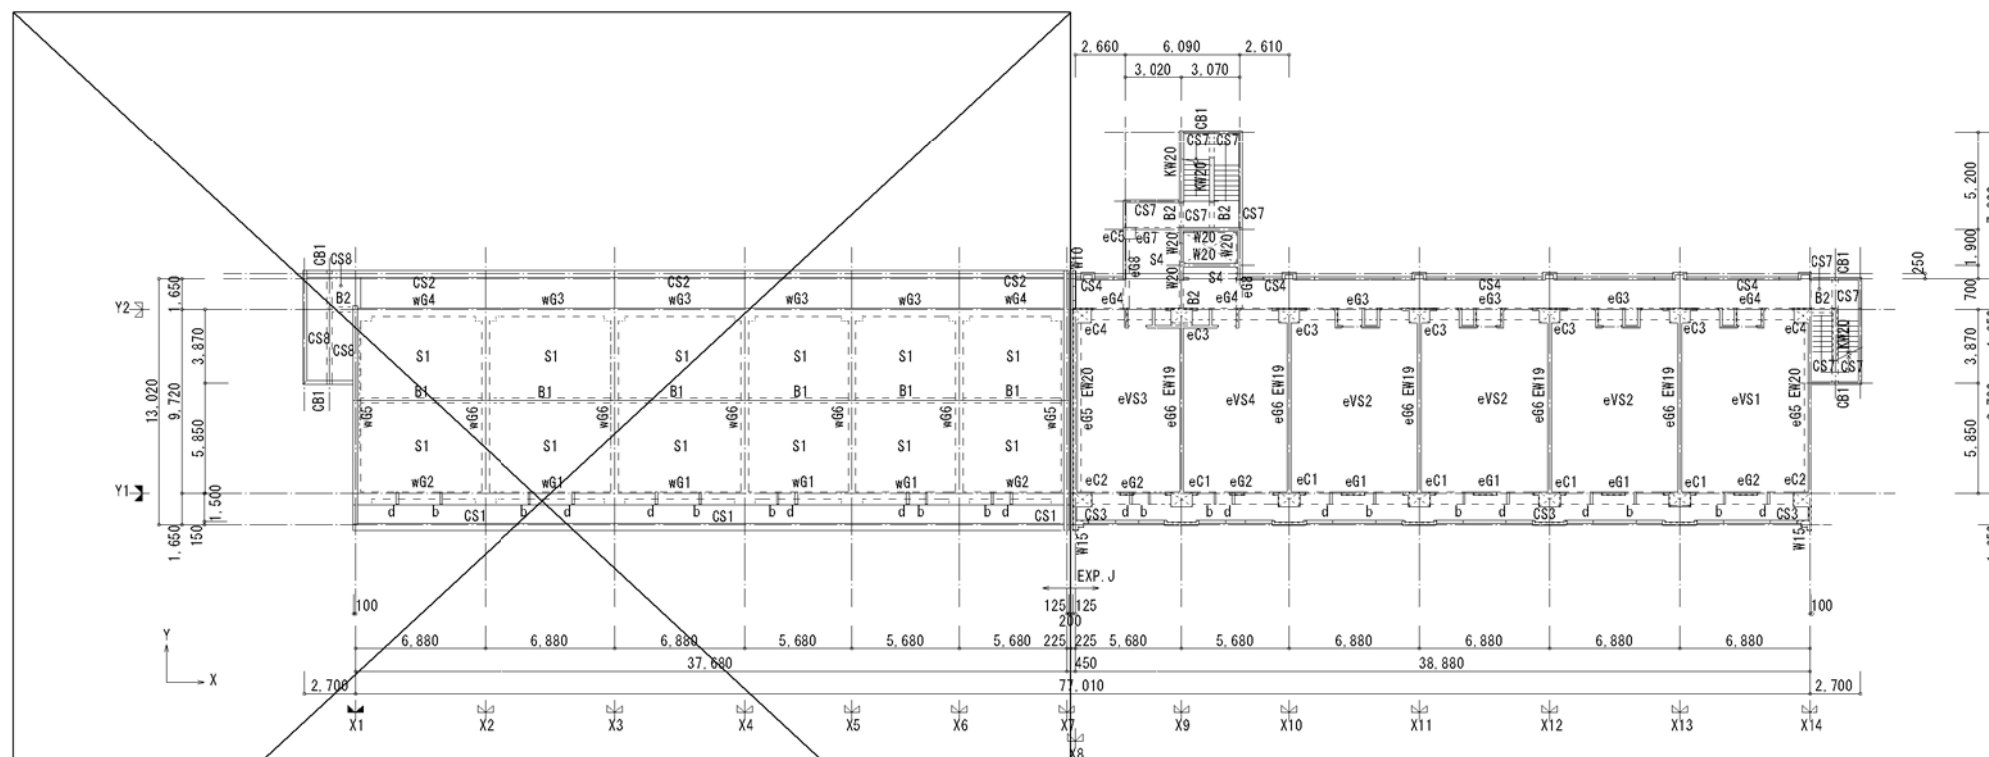 2,660 6,090 2,610
3,020 3,070
CB1
CS7 CS7
KW20 KW20
5,200
CS7 B2 CS7 B2 CS7
eC5 eG7 W20 W20 W20
1,900
W20
S4
eG8
W10
CB1 CS8
CS2 CS2 CS2
CS4 W20 S4 eG8 CS4 CS4 CS4
CS7 CB1
250
1,650
B2
wG4 wG3 wG3 wG3 wG3 wG4
eG4 B2 eG4 eG3 eG3 eG3 eG4
B2 CS7
700
Y2
eC4 eC3 eC3 eC3 eC3 eC3 eC4
CS8 CS8
KW20
3,870
S1 S1 S1 S1 S1 S1
CS7 CS7
3,870
B1 B1 B1 B1 B1 B1
CB1
CB1
13,020 9,720
eG5 EW20 eG6 EW19 eG6 EW19 eG6 EW19 eG6 EW19 eG6 EW19 eG5 EW20
eVS3 eVS4 eVS2 eVS2 eVS2 eVS1
wG5 wG6 wG6 wG6 wG6 wG6 wG5
5,850
S1 S1 S1 S1 S1 S1
5,850
wG2 wG1 wG1 wG1 wG1 wG2
eC2 eG2 eC1 eG2 eC1 eG1 eC1 eG1 eC1 eG1 eC1 eG2 eC2
Y1
1,500
d b b d d b b d d b b d
d b b d d b b d d b b d
CS1 CS1 CS1
CS3 CS3 CS3
1,650 150
W15 W15
EXP.J
100 125 125 100
200
6,880 6,880 6,880 5,680 5,680 5,680 225 225 5,680 5,680 6,880 6,880 6,880 6,880
37,680 450 38,880
2,700 77,010 2,700
Y
X
X1 X2 X3 X4 X5 X6 X7 X9 X10 X11 X12 X13 X14
X8